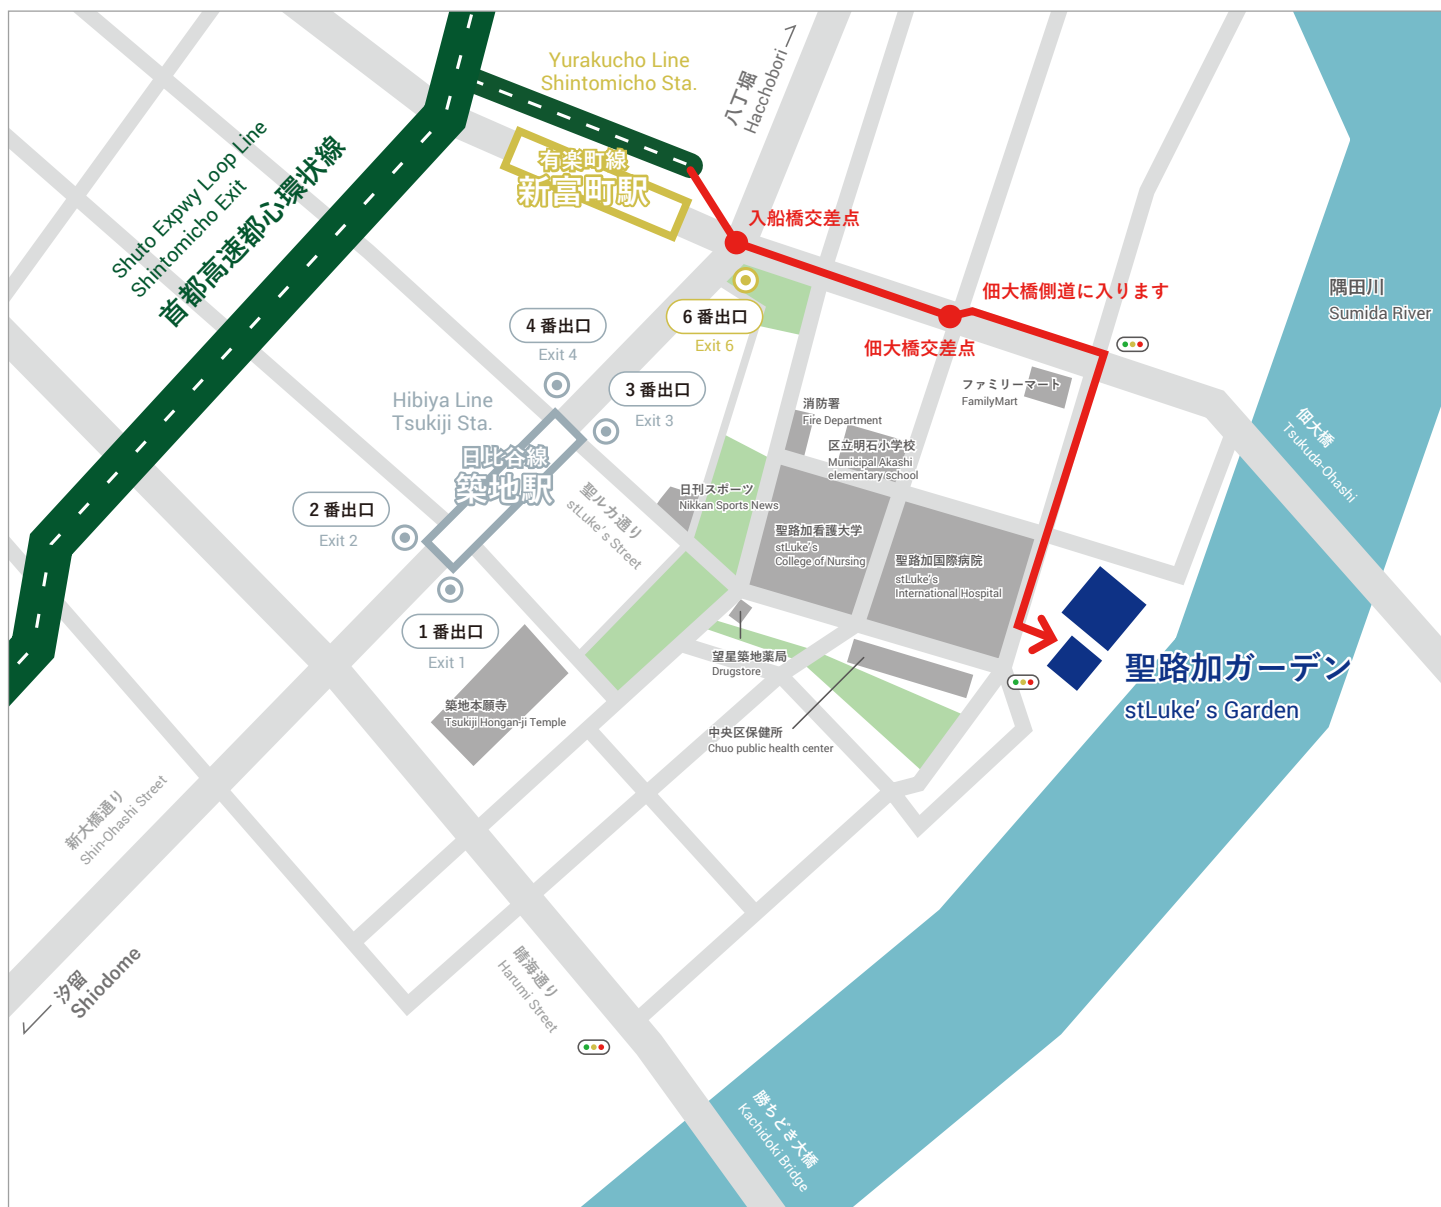 Yurakucho Line
Shintomicho Sta.
八丁堀
Hacchobori
有楽町線
新富町駅
Shuto Expwy Loop Line
Shintomicho Exit
首都高速都心環状線
入船橋交差点
佃大橋側道に入ります
隅田川
Sumida River
6 番出口
Exit 6
佃大橋交差点
4 番出口
Exit 4
3 番出口
Exit 3
ファミリーマート
FamilyMart
Hibiya Line
Tsukiji Sta.
日比谷線
築地駅
消防署
Fire Department
区立明石小学校
Municipal Akashi
elementary school
佃大橋
Tsukuda-Ohashi
2 番出口
Exit 2
聖ルカ通り
stLuke's Street
日刊スポーツ
Nikkan Sports News
聖路加看護大学
stLuke's
College of Nursing
聖路加国際病院
stLuke's
International Hospital
1 番出口
Exit 1
望星築地薬局
Drugstore
聖路加ガーデン
stLuke' s Garden
築地本願寺
Tsukiji Hongan-ji Temple
中央区保健所
Chuo public health center
新大橋通り
Shin-Ohashi Street
汐留
Shiodome
晴海通り
Harumi Street
勝ちどき大橋
Kachidoki Bridge